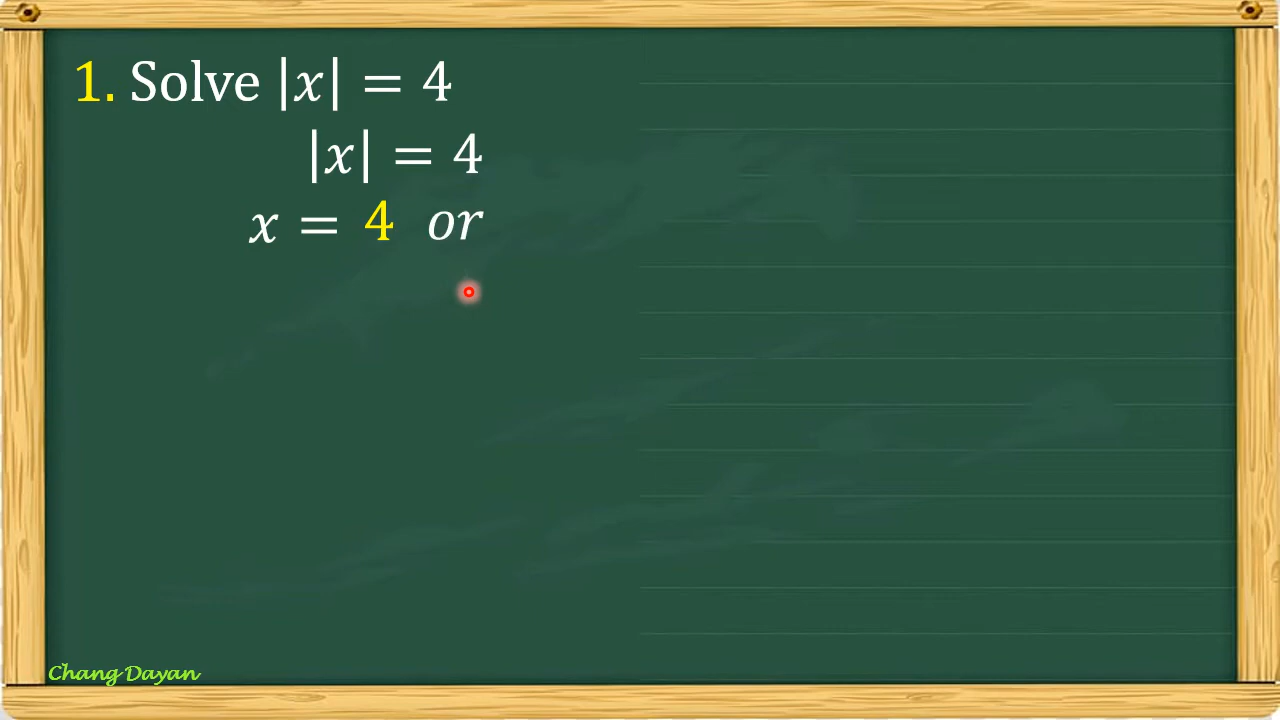 1. Solve |x| = 4
|x| = 4
x = 4 or
Chang Dayan